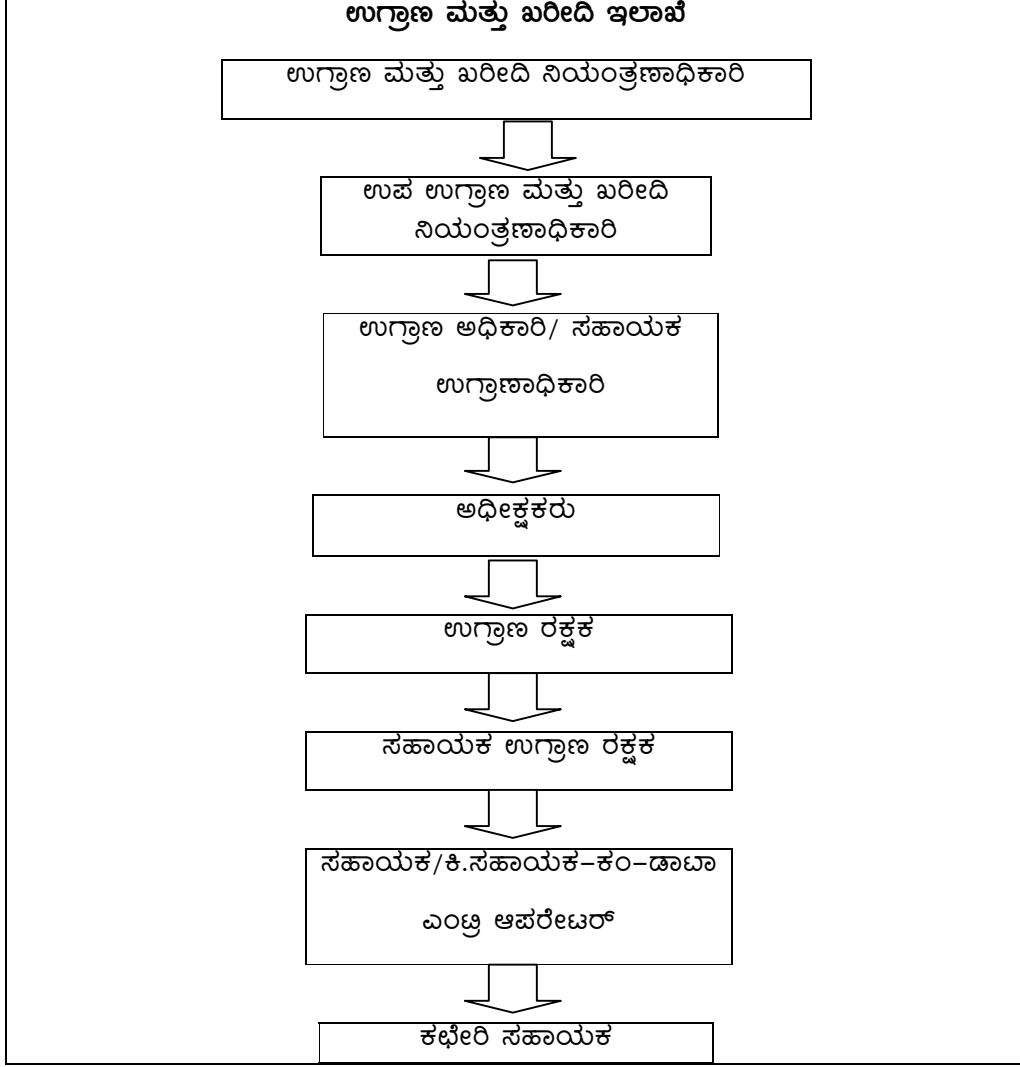 ಉಗ್ರಾಣ ಮತ್ತು ಖರೀದಿ ಇಲಾಖೆ
ಉಗ್ರಾಣ ಮತ್ತು ಖರೀದಿ ನಿಯಂತ್ರಣಾಧಿಕಾರಿ
ಉಪ ಉಗ್ರಾಣ ಮತ್ತು ಖರೀದಿ
ನಿಯಂತ್ರಣಾಧಿಕಾರಿ
ಉಗ್ರಾಣ ಅಧಿಕಾರಿ/ ಸಹಾಯಕ
ಉಗ್ರಾಣಾಧಿಕಾರಿ
ಅಧೀಕ್ಷಕರು
ಉಗ್ರಾಣ ರಕ್ಷಕ
ಸಹಾಯಕ ಉಗ್ರಾಣ ರಕ್ಷಕ
ಸಹಾಯಕ/ಕಿ.ಸಹಾಯಕ–ಕಂ–ಡಾಟಾ
ಎಂಟ್ರಿ ಆಪರೇಟರ್
ಕಛೇರಿ ಸಹಾಯಕ